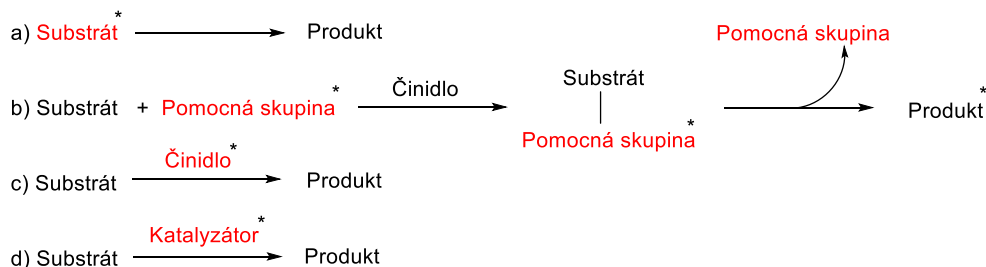 a) Substrát* Produkt Pomocná skupina
b) Substrát + Pomocná skupina* Činidlo Substrát Pomocná skupina* Produkt*
c) Substrát Činidlo* Produkt
d) Substrát Katalyzátor* Produkt